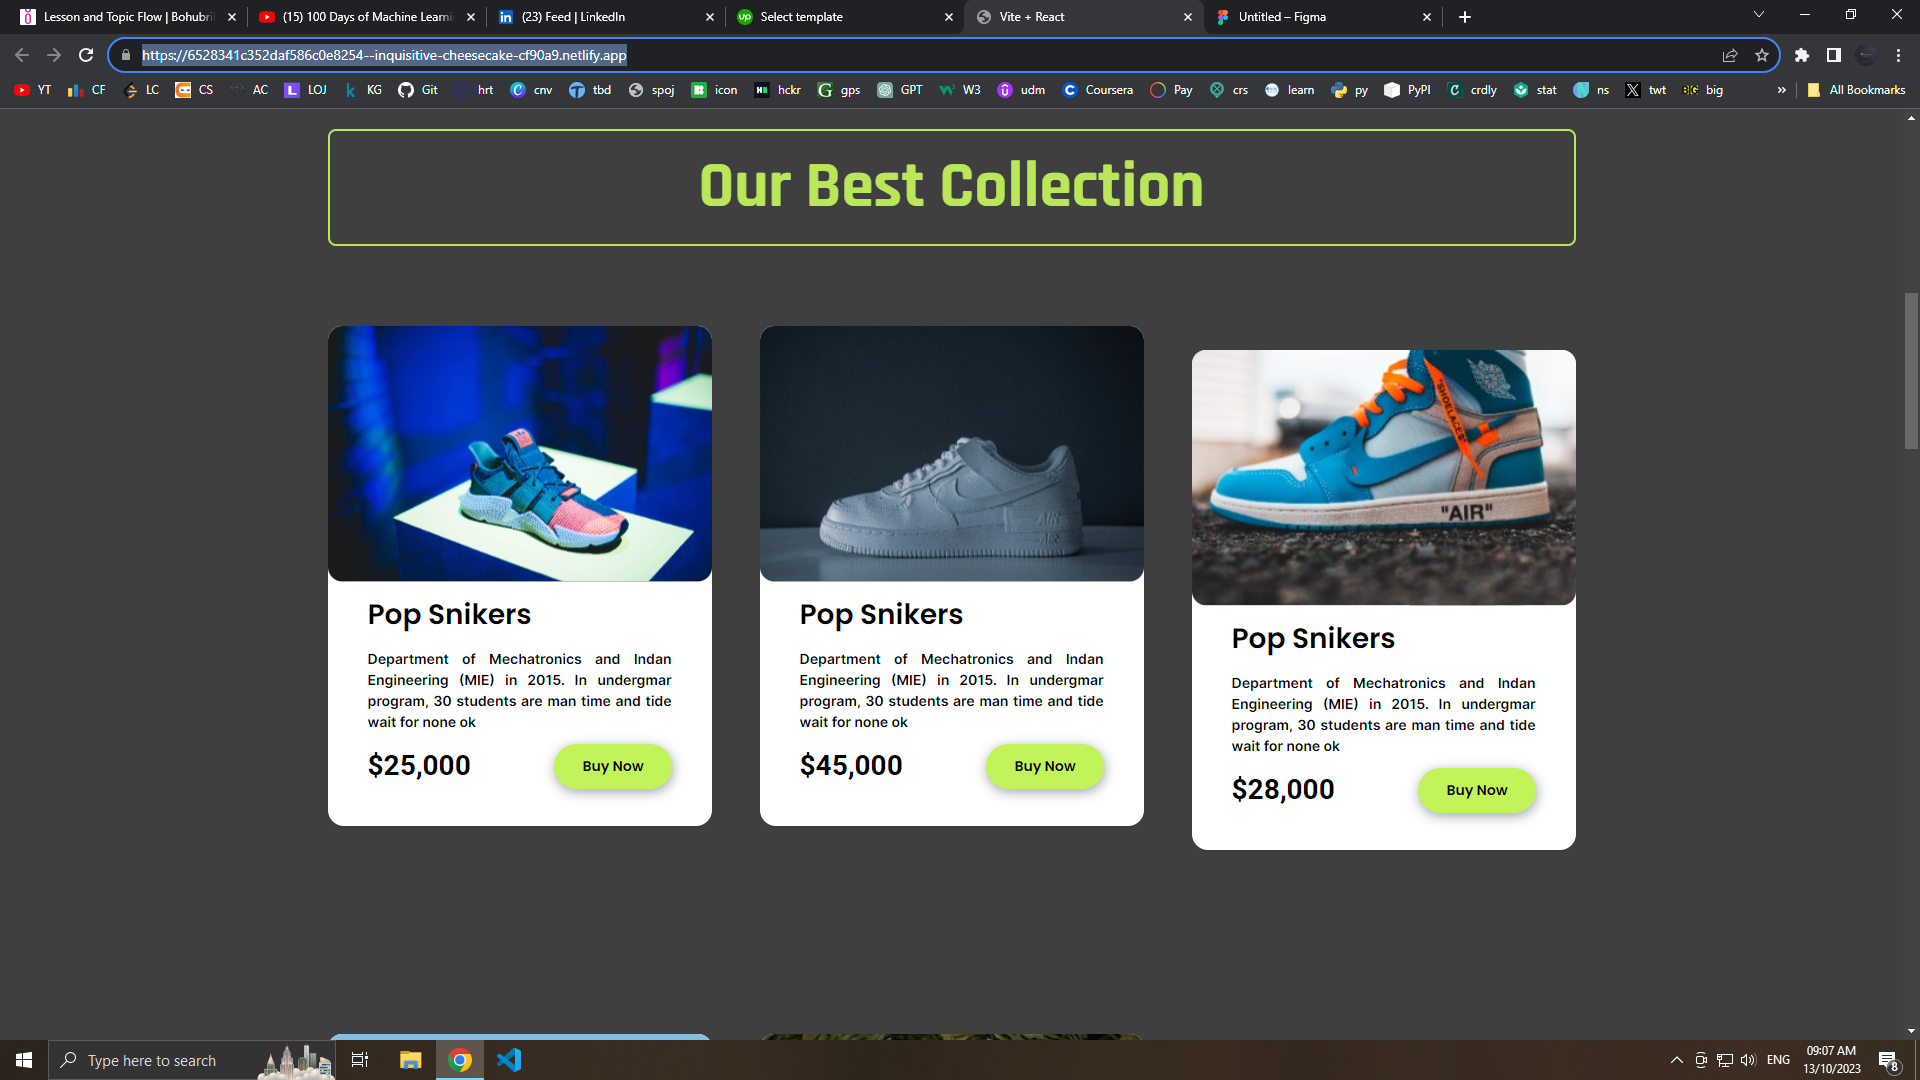 Lesson and Topic Flow | Bohubri
(15) 100 Days of Machine Learni
(23) Feed | LinkedIn
up
Select template
Vite + React
Untitled – Figma
https://6528341c352daf586c0e8254--inquisitive-cheesecake-cf90a9.netlify.app
YT
CF
LC
CS
AC
LOJ
KG
Git
hrt
cnv
tbd
spoj
icon
hckr
gps
GPT
W3
udm
Coursera
Pay
crs
learn
py
PyPI
crdly
stat
ns
twt
big
»
All Bookmarks
Our Best Collection
"SHOELACES"
"AIR"
AIR
AIR
Pop Snikers
Department of Mechatronics and Indan
Engineering (MIE) in 2015. In undergmar
program, 30 students are man time and tide
wait for none ok
$25,000
Buy Now
Pop Snikers
Department of Mechatronics and Indan
Engineering (MIE) in 2015. In undergmar
program, 30 students are man time and tide
wait for none ok
$45,000
Buy Now
Pop Snikers
Department of Mechatronics and Indan
Engineering (MIE) in 2015. In undergmar
program, 30 students are man time and tide
wait for none ok
$28,000
Buy Now
Type here to search
ENG
09:07 AM
13/10/2023
8